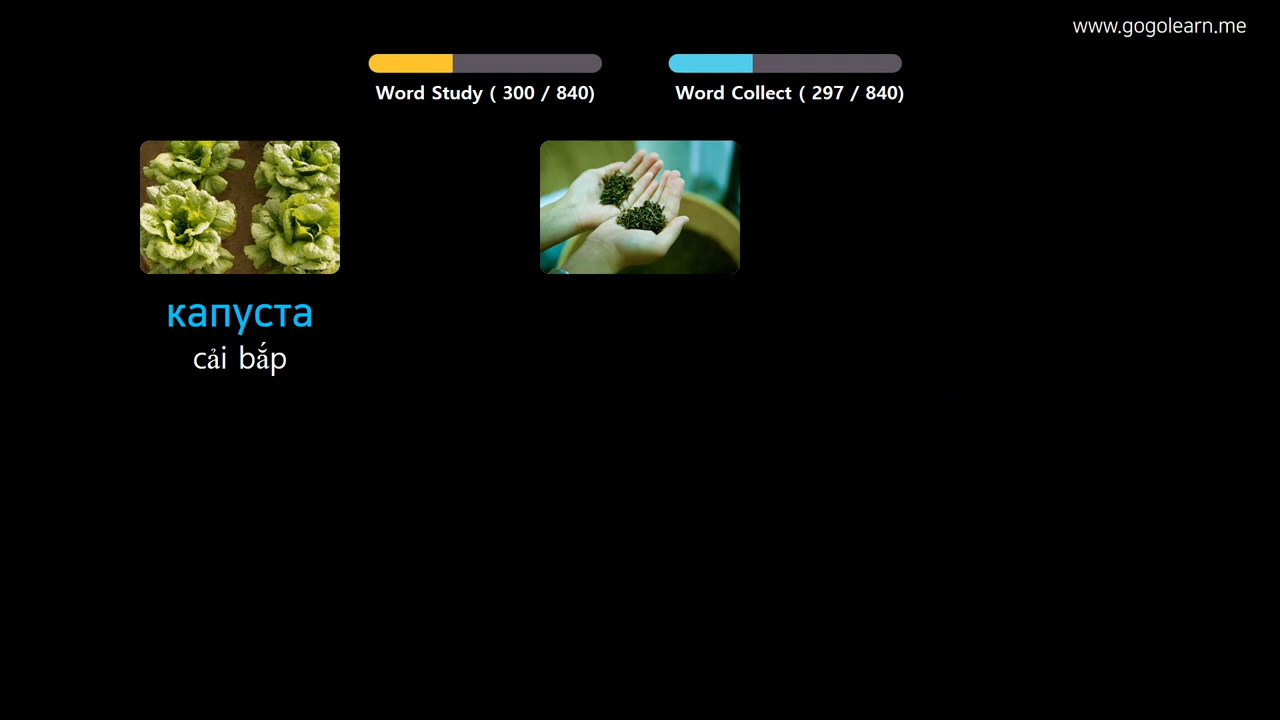 www.gogolearn.me
Word Study ( 300 / 840)
Word Collect ( 297 / 840)
капуста
cải bắp